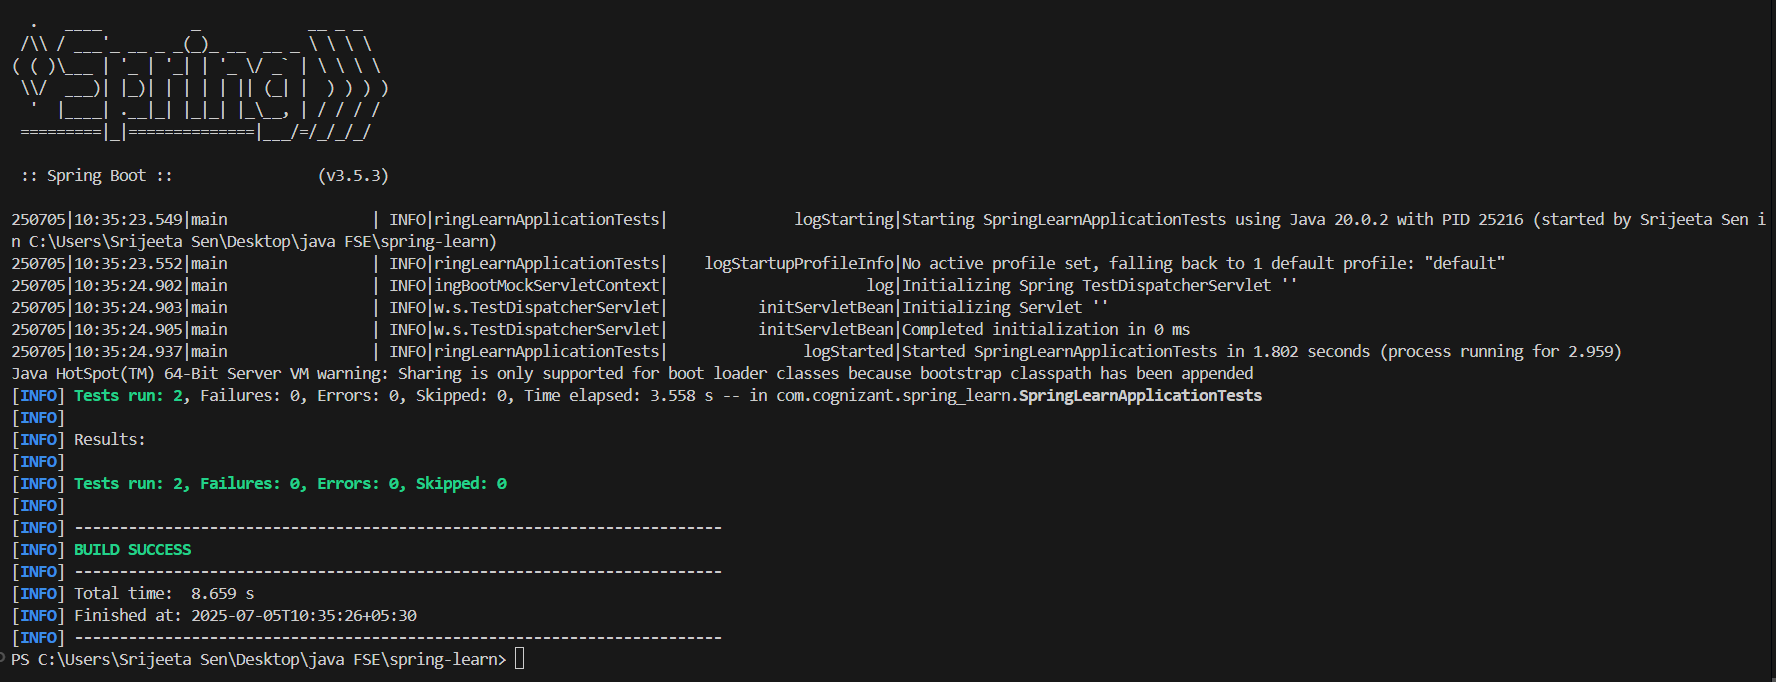 .   ____          _            __ _ _
 /\\ / ___'_ __ _ _(_)_ __  __ _ \ \ \ \
( ( )\___ | '_ | '_| | '_ \/ _` | \ \ \ \
 \\/  ___)| |_)| | | | | || (_| |  ) ) ) )
  '  |____| .__|_| |_|_| |_\__, | / / / /
 =========|_|==============|___/=/_/_/_/

 :: Spring Boot ::                (v3.5.3)

250705|10:35:23.549|main                | INFO|ringLearnApplicationTests|              logStarting|Starting SpringLearnApplicationTests using Java 20.0.2 with PID 25216 (started by Srijeeta Sen i
n C:\Users\Srijeeta Sen\Desktop\java FSE\spring-learn)
250705|10:35:23.552|main                | INFO|ringLearnApplicationTests|    logStartupProfileInfo|No active profile set, falling back to 1 default profile: "default"
250705|10:35:24.902|main                | INFO|ingBootMockServletContext|                      log|Initializing Spring TestDispatcherServlet ''
250705|10:35:24.903|main                | INFO|w.s.TestDispatcherServlet|          initServletBean|Initializing Servlet ''
250705|10:35:24.905|main                | INFO|w.s.TestDispatcherServlet|          initServletBean|Completed initialization in 0 ms
250705|10:35:24.937|main                | INFO|ringLearnApplicationTests|               logStarted|Started SpringLearnApplicationTests in 1.802 seconds (process running for 2.959)
Java HotSpot(TM) 64-Bit Server VM warning: Sharing is only supported for boot loader classes because bootstrap classpath has been appended
[INFO] Tests run: 2, Failures: 0, Errors: 0, Skipped: 0, Time elapsed: 3.558 s -- in com.cognizant.spring_learn.SpringLearnApplicationTests
[INFO]
[INFO] Results:
[INFO]
[INFO] Tests run: 2, Failures: 0, Errors: 0, Skipped: 0
[INFO]
[INFO] ------------------------------------------------------------------------
[INFO] BUILD SUCCESS
[INFO] ------------------------------------------------------------------------
[INFO] Total time:  8.659 s
[INFO] Finished at: 2025-07-05T10:35:26+05:30
[INFO] ------------------------------------------------------------------------
PS C:\Users\Srijeeta Sen\Desktop\java FSE\spring-learn>